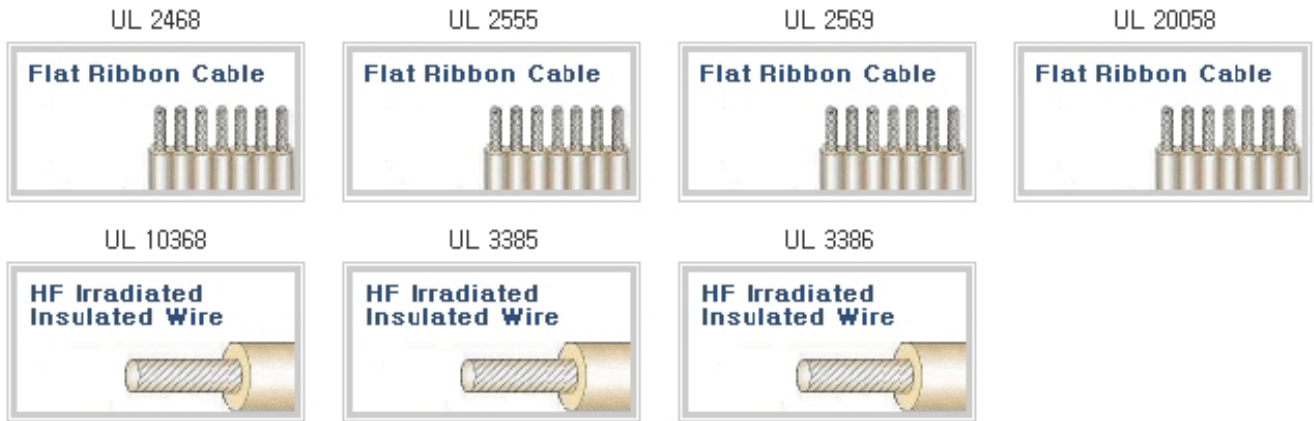 UL 2468
UL 2555
UL 2569
UL 20058
Flat Ribbon Cable
Flat Ribbon Cable
Flat Ribbon Cable
Flat Ribbon Cable
UL 10368
UL 3385
UL 3386
HF Irradiated
Insulated Wire
HF Irradiated
Insulated Wire
HF Irradiated
Insulated Wire